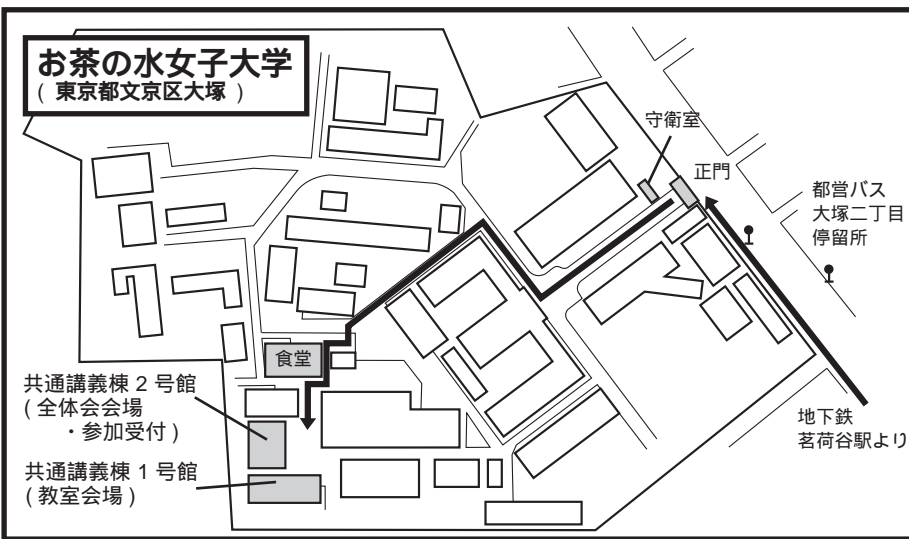 お茶の水女子大学
( 東京都文京区大塚 )
守衛室
正門
都営バス
大塚二丁目
停留所
食堂
共通講義棟 2 号館
( 全体会会場
・参加受付 )
地下鉄
茗荷谷駅より
共通講義棟 1 号館
( 教室会場 )